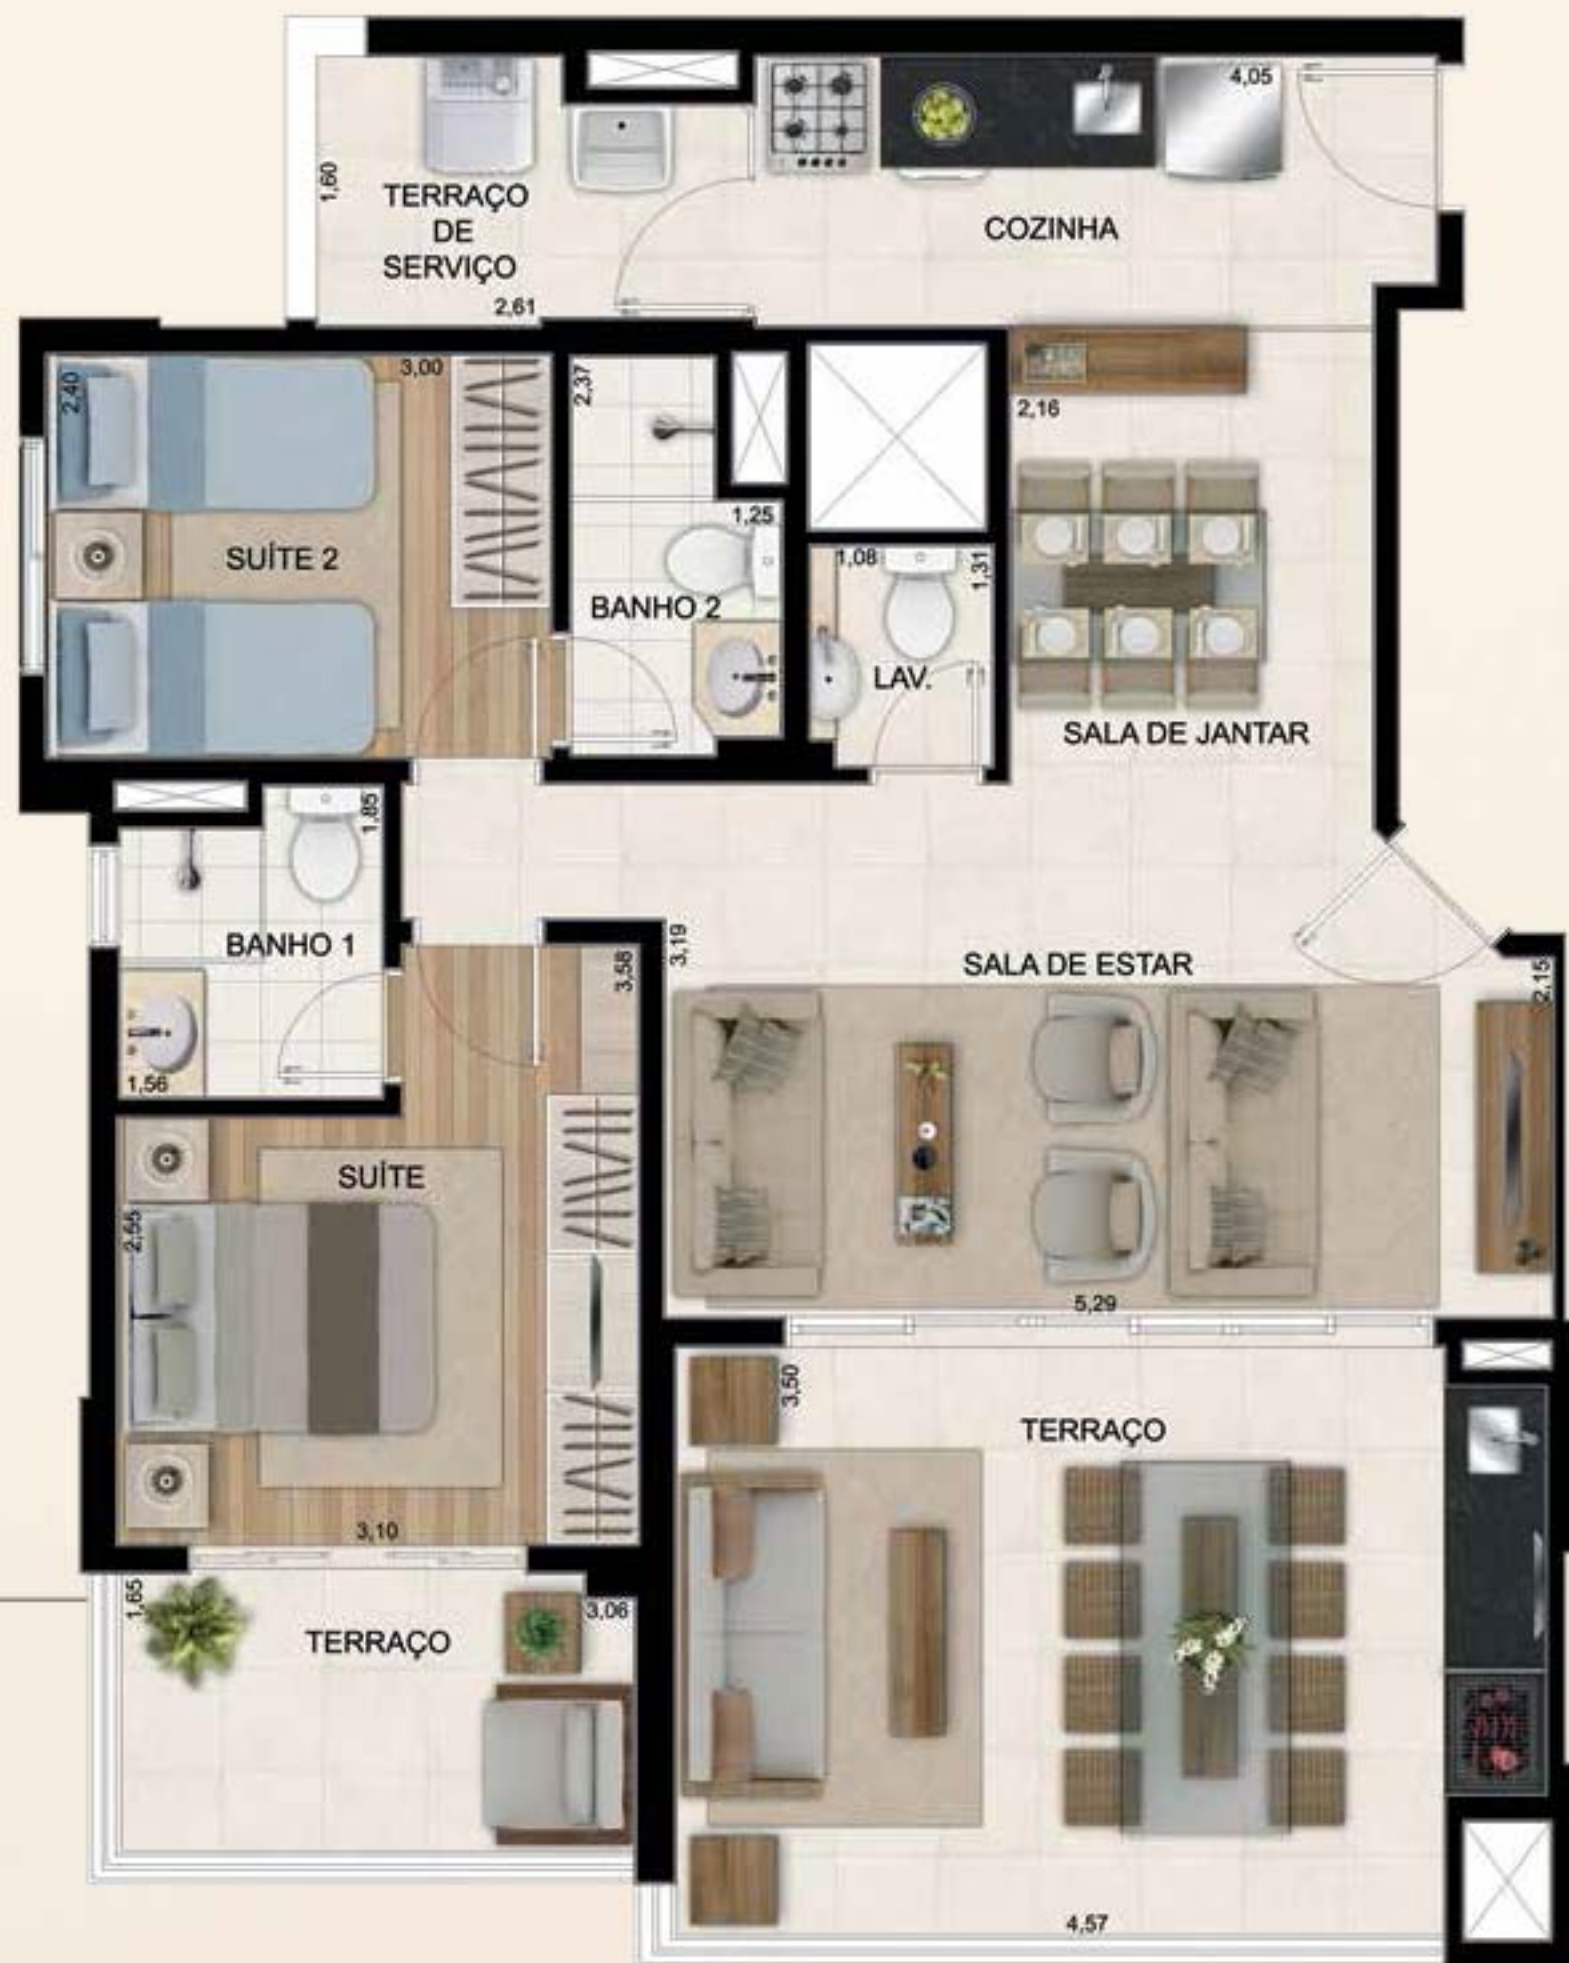 4,05
1,60
TERRAÇO
DE
SERVIÇO
COZINHA
2,61
2,40
3,00
2,37
2,16
SUÍTE 2
1,25
1,08
1,31
BANHO 2
LAV.
SALA DE JANTAR
1,85
BANHO 1
3,58
3,19
SALA DE ESTAR
2,15
1,56
SUÍTE
2,55
5,29
3,50
TERRAÇO
3,10
1,65
3,06
TERRAÇO
4,57